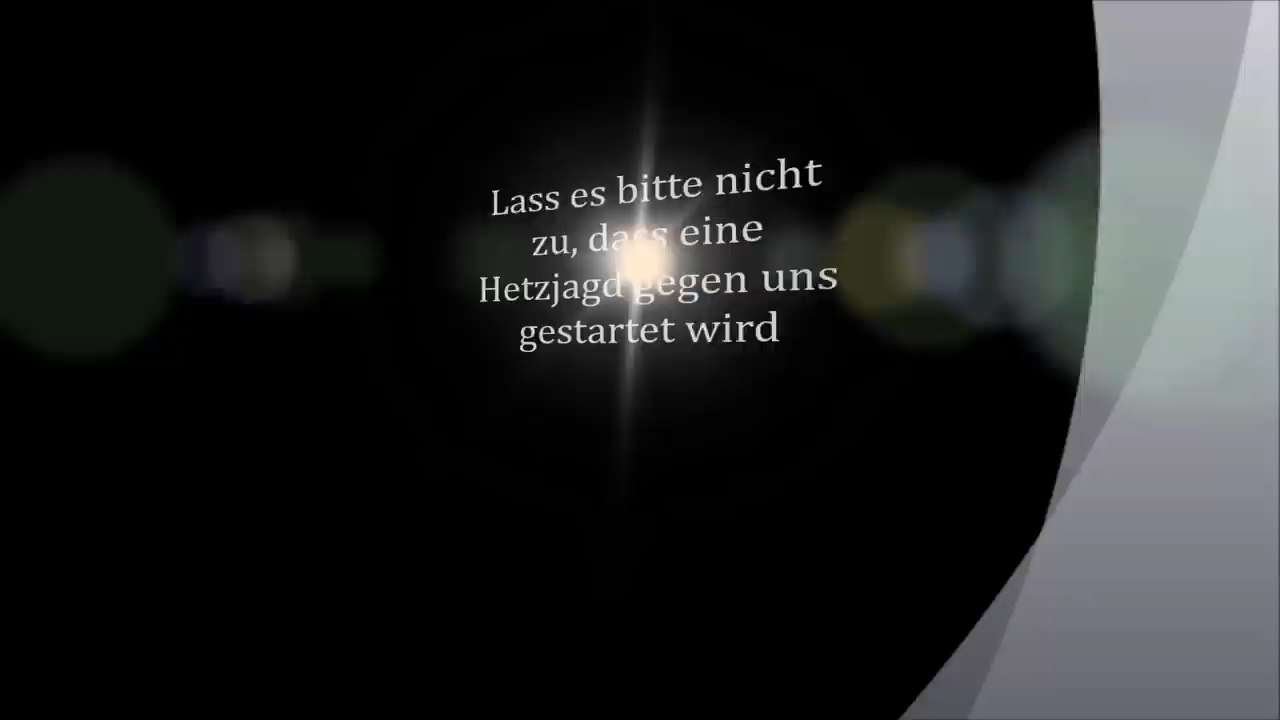 Lass es bitte nicht
zu, dass eine
Hetzjagd gegen uns
gestartet wird